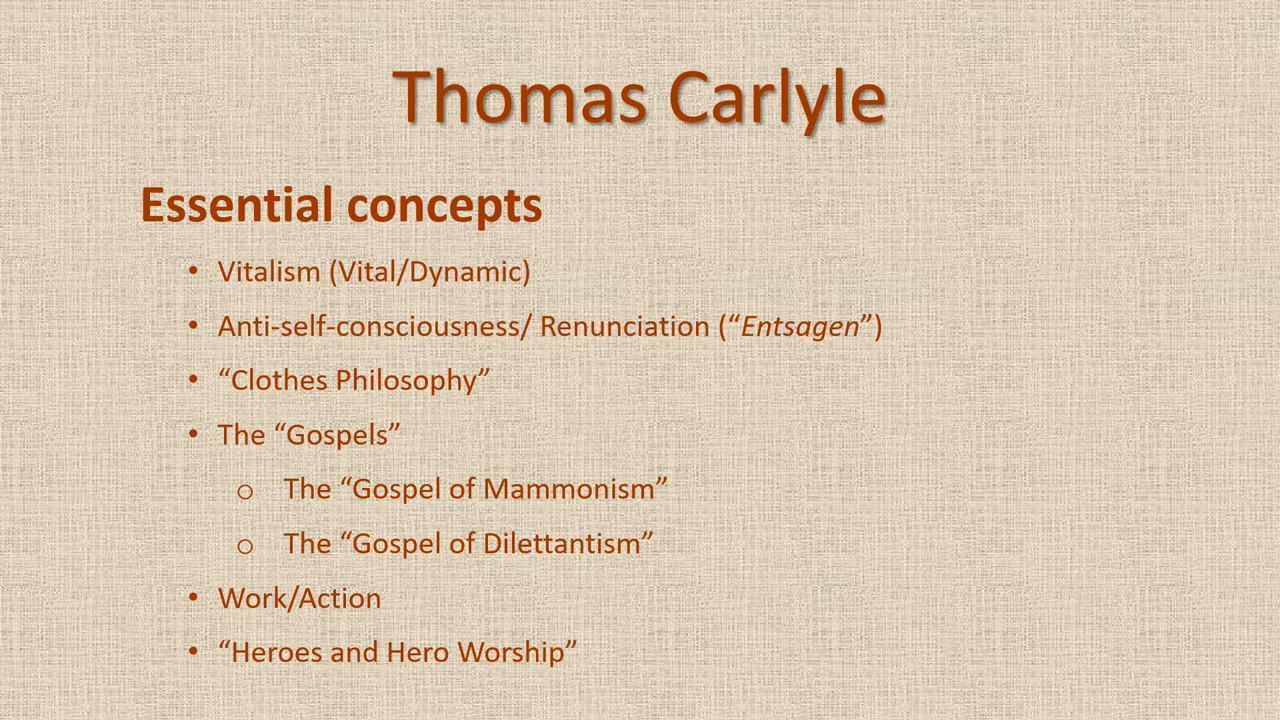 Thomas Carlyle
Essential concepts
• Vitalism (Vital/Dynamic)
• Anti-self-consciousness/ Renunciation (“Entsagen”)
• “Clothes Philosophy”
• The “Gospels”
o The “Gospel of Mammonism”
o The “Gospel of Dilettantism”
• Work/Action
• “Heroes and Hero Worship”